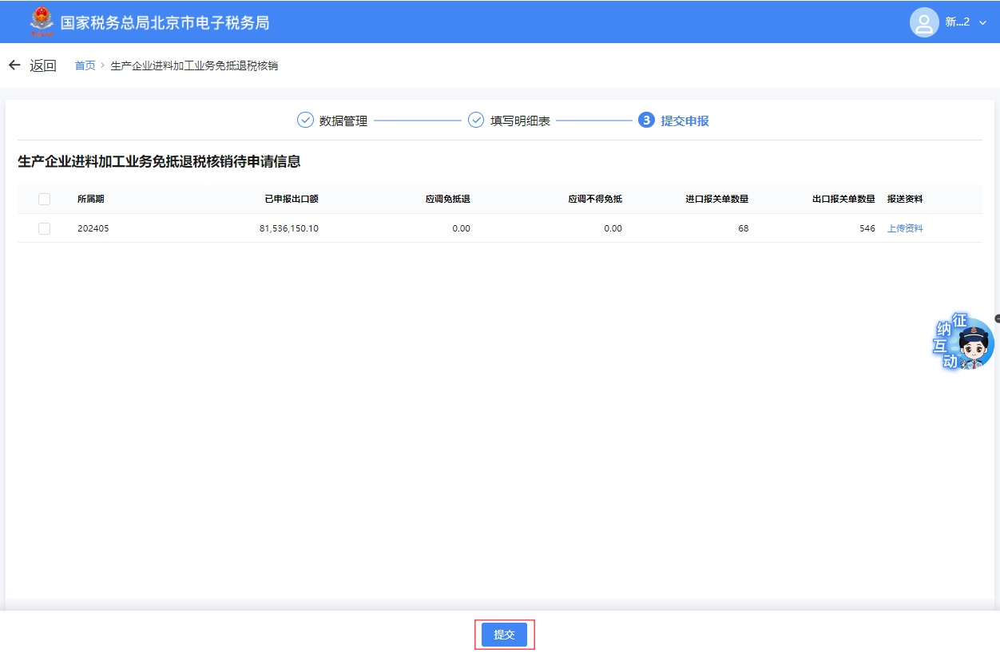 国家税务总局北京市电子税务局
新...2
返回 首页 > 生产企业进料加工业务免抵退税核销
数据管理 填写明细表 3 提交申报
生产企业进料加工业务免抵退税核销待申请信息
所属期 已申报出口额 应调免抵退 应调不得免抵 进口报关单数量 出口报关单数量 报送资料
202405 81,536,150.10 0.00 0.00 68 546 上传资料
征纳互动
提交